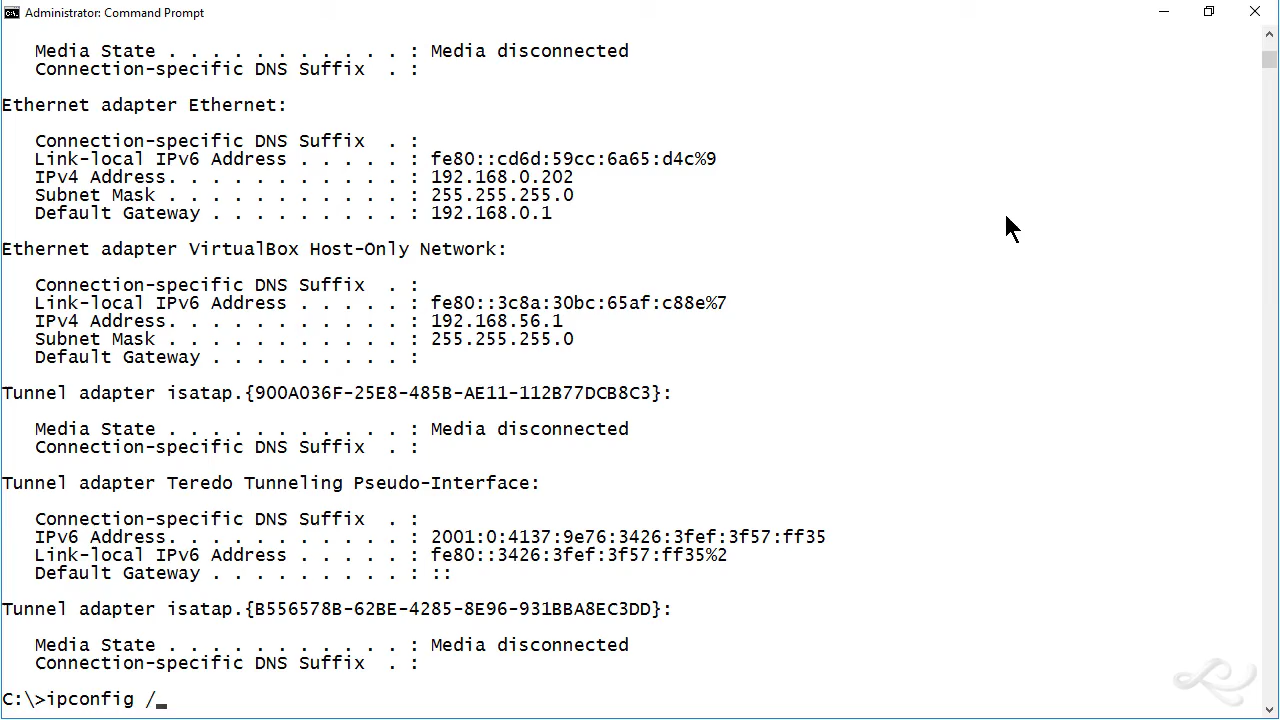 Administrator: Command Prompt
Media State . . . . . . . . . . . : Media disconnected
Connection-specific DNS Suffix  . :
Ethernet adapter Ethernet:
Connection-specific DNS Suffix  . :
Link-local IPv6 Address . . . . . : fe80::cd6d:59cc:6a65:d4c%9
IPv4 Address. . . . . . . . . . . : 192.168.0.202
Subnet Mask . . . . . . . . . . . : 255.255.255.0
Default Gateway . . . . . . . . . : 192.168.0.1
Ethernet adapter VirtualBox Host-Only Network:
Connection-specific DNS Suffix  . :
Link-local IPv6 Address . . . . . : fe80::3c8a:30bc:65af:c88e%7
IPv4 Address. . . . . . . . . . . : 192.168.56.1
Subnet Mask . . . . . . . . . . . : 255.255.255.0
Default Gateway . . . . . . . . . :
Tunnel adapter isatap.{900A036F-25E8-485B-AE11-112B77DCB8C3}:
Media State . . . . . . . . . . . : Media disconnected
Connection-specific DNS Suffix  . :
Tunnel adapter Teredo Tunneling Pseudo-Interface:
Connection-specific DNS Suffix  . :
IPv6 Address. . . . . . . . . . . : 2001:0:4137:9e76:3426:3fef:3f57:ff35
Link-local IPv6 Address . . . . . : fe80::3426:3fef:3f57:ff35%2
Default Gateway . . . . . . . . . : ::
Tunnel adapter isatap.{B556578B-62BE-4285-8E96-931BBA8EC3DD}:
Media State . . . . . . . . . . . : Media disconnected
Connection-specific DNS Suffix  . :
C:\>ipconfig /_